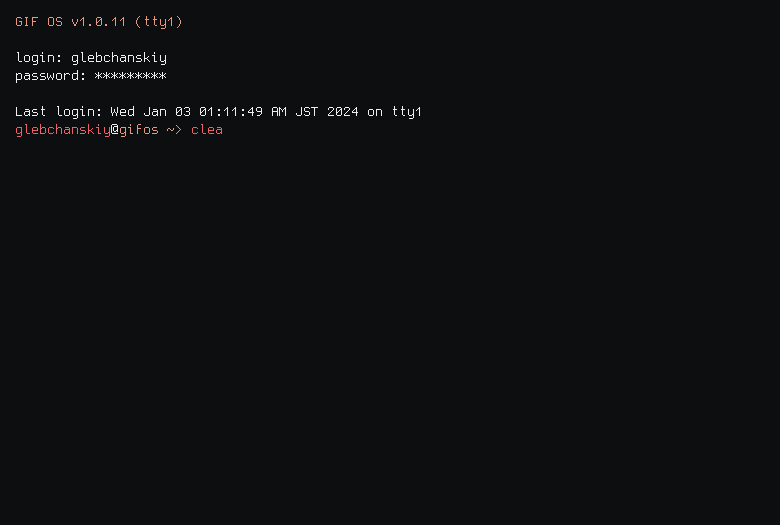 GIF OS v1.0.11 (tty1)
login: glebchanskiy
password: *********
Last login: Wed Jan 03 01:11:49 AM JST 2024 on tty1
glebchanskiy@gifos ~> clea